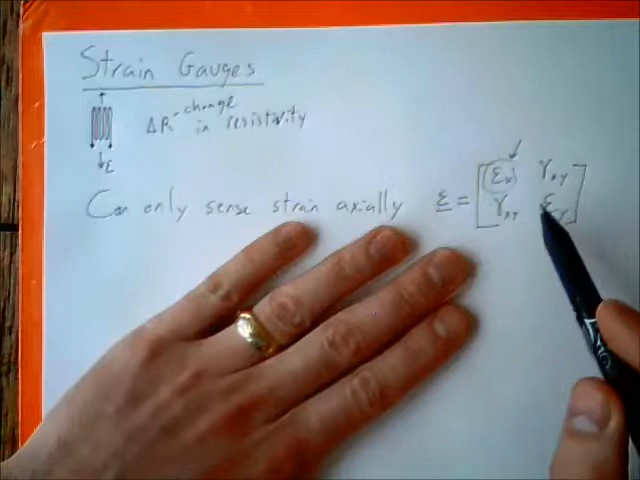 Strain Gauges
ΔR - change in resistivity
ε
Can only sense strain axially ε = [εx γxy
γxy εy]